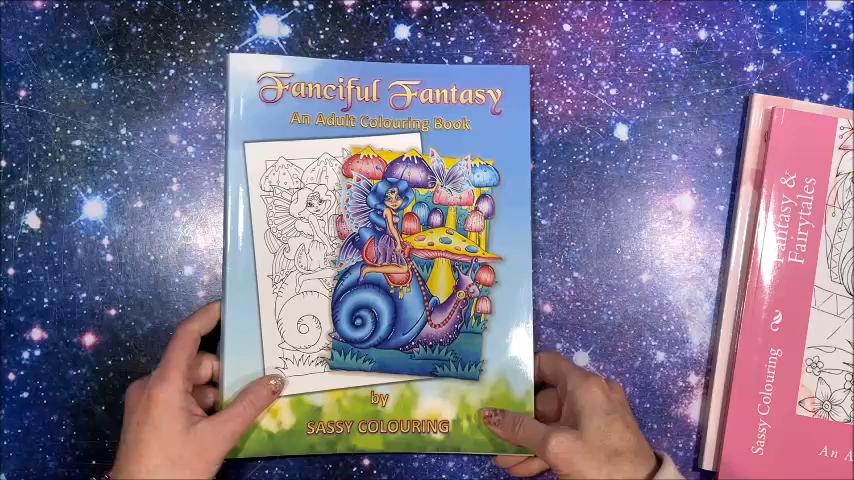 Fanciful Fantasy
An Adult Colouring Book
by
SASSY COLOURING
Fantasy &
Fairytales
Sassy Colouring
An A